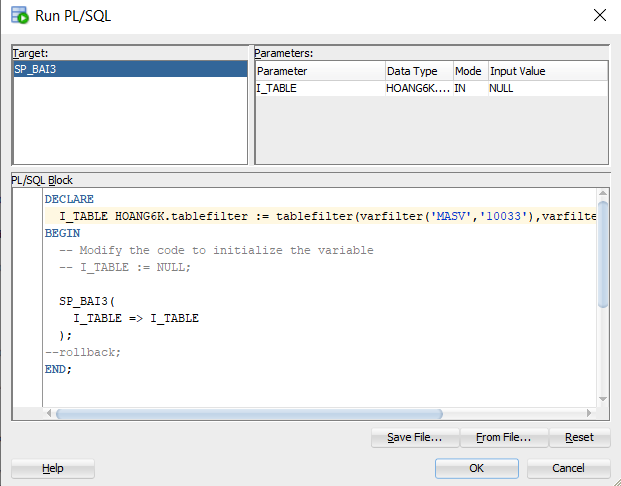 Run PL/SQL
Target:
SP_BAI3
Parameters:
Parameter Data Type Mode Input Value
I_TABLE HOANG6K.... IN NULL
PL/SQL Block
DECLARE
I_TABLE HOANG6K.tablefilter := tablefilter(varfilter('MASV','10033'),varfilte
BEGIN
-- Modify the code to initialize the variable
-- I_TABLE := NULL;
SP_BAI3(
I_TABLE => I_TABLE
);
--rollback;
END;
Save File... From File... Reset
Help OK Cancel